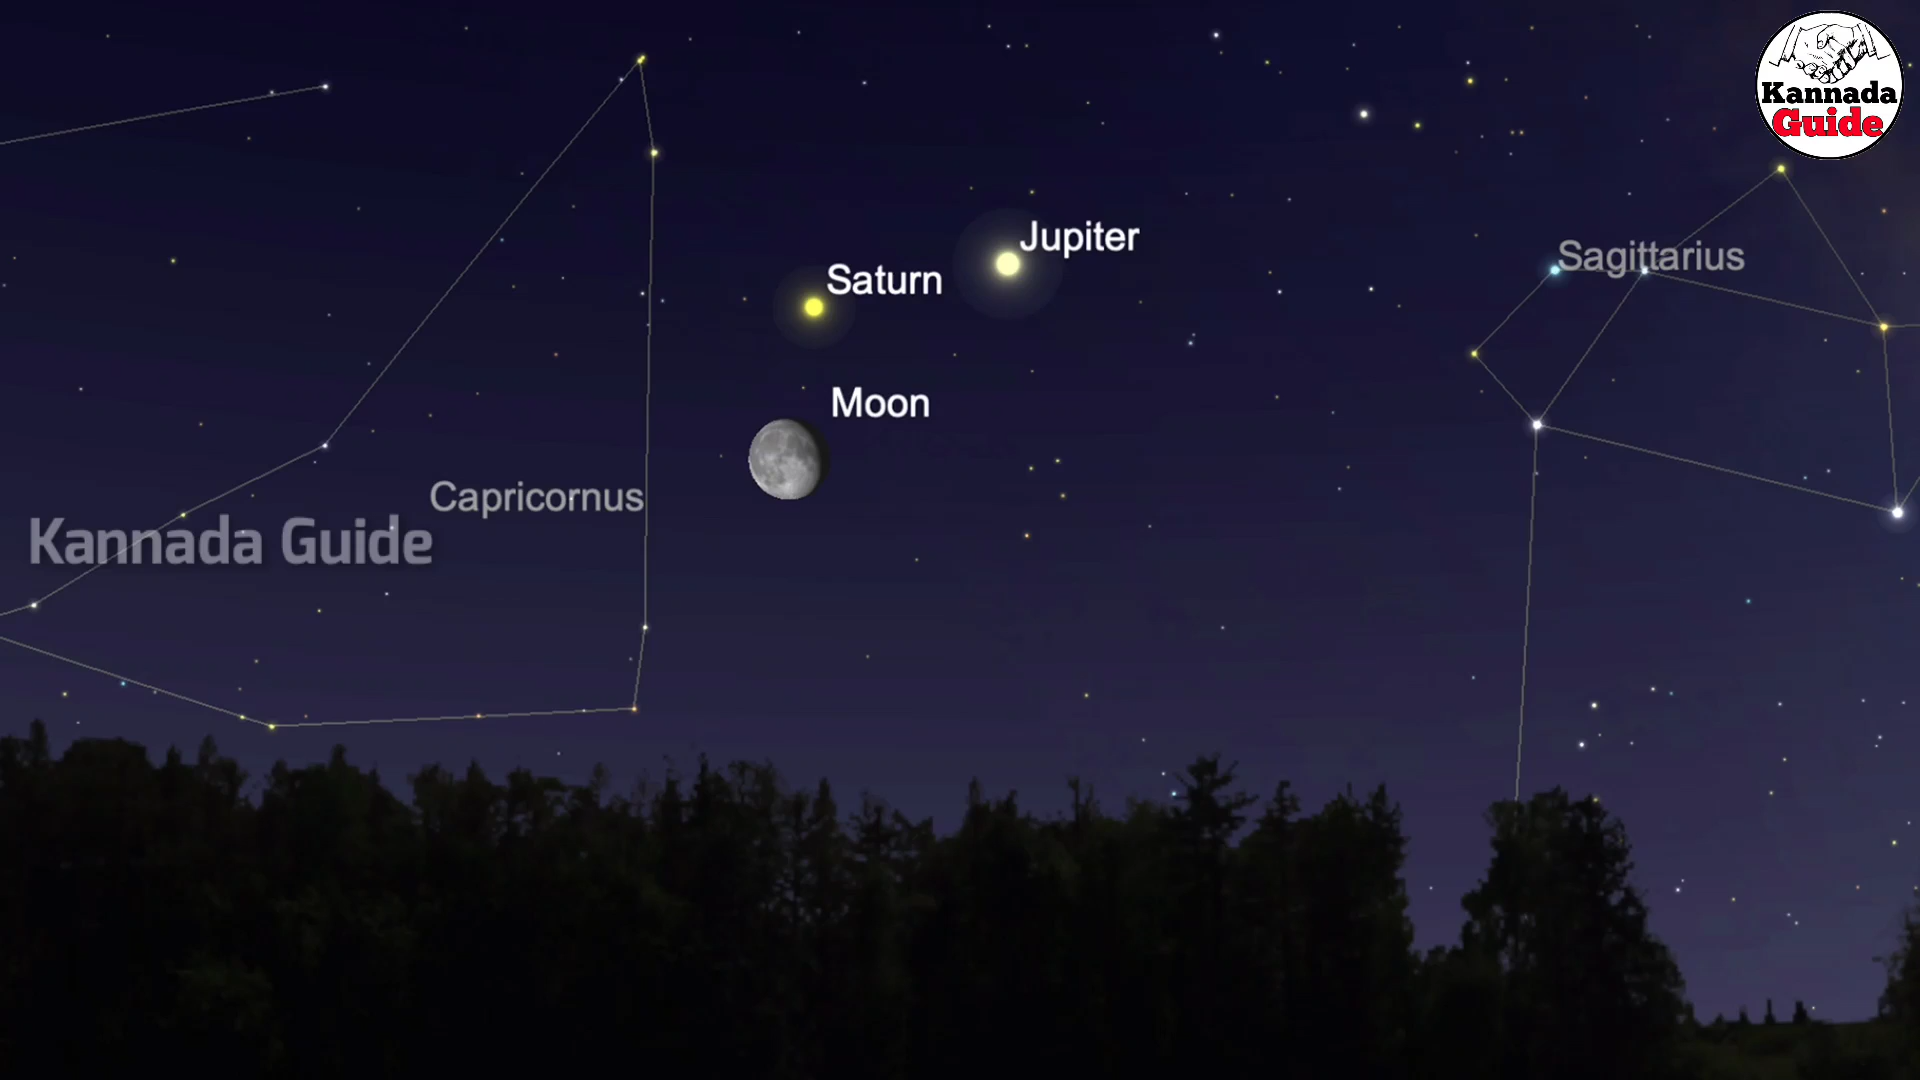 Kannada
Guide
Jupiter
Saturn
Sagittarius
Moon
Capricornus
Kannada Guide